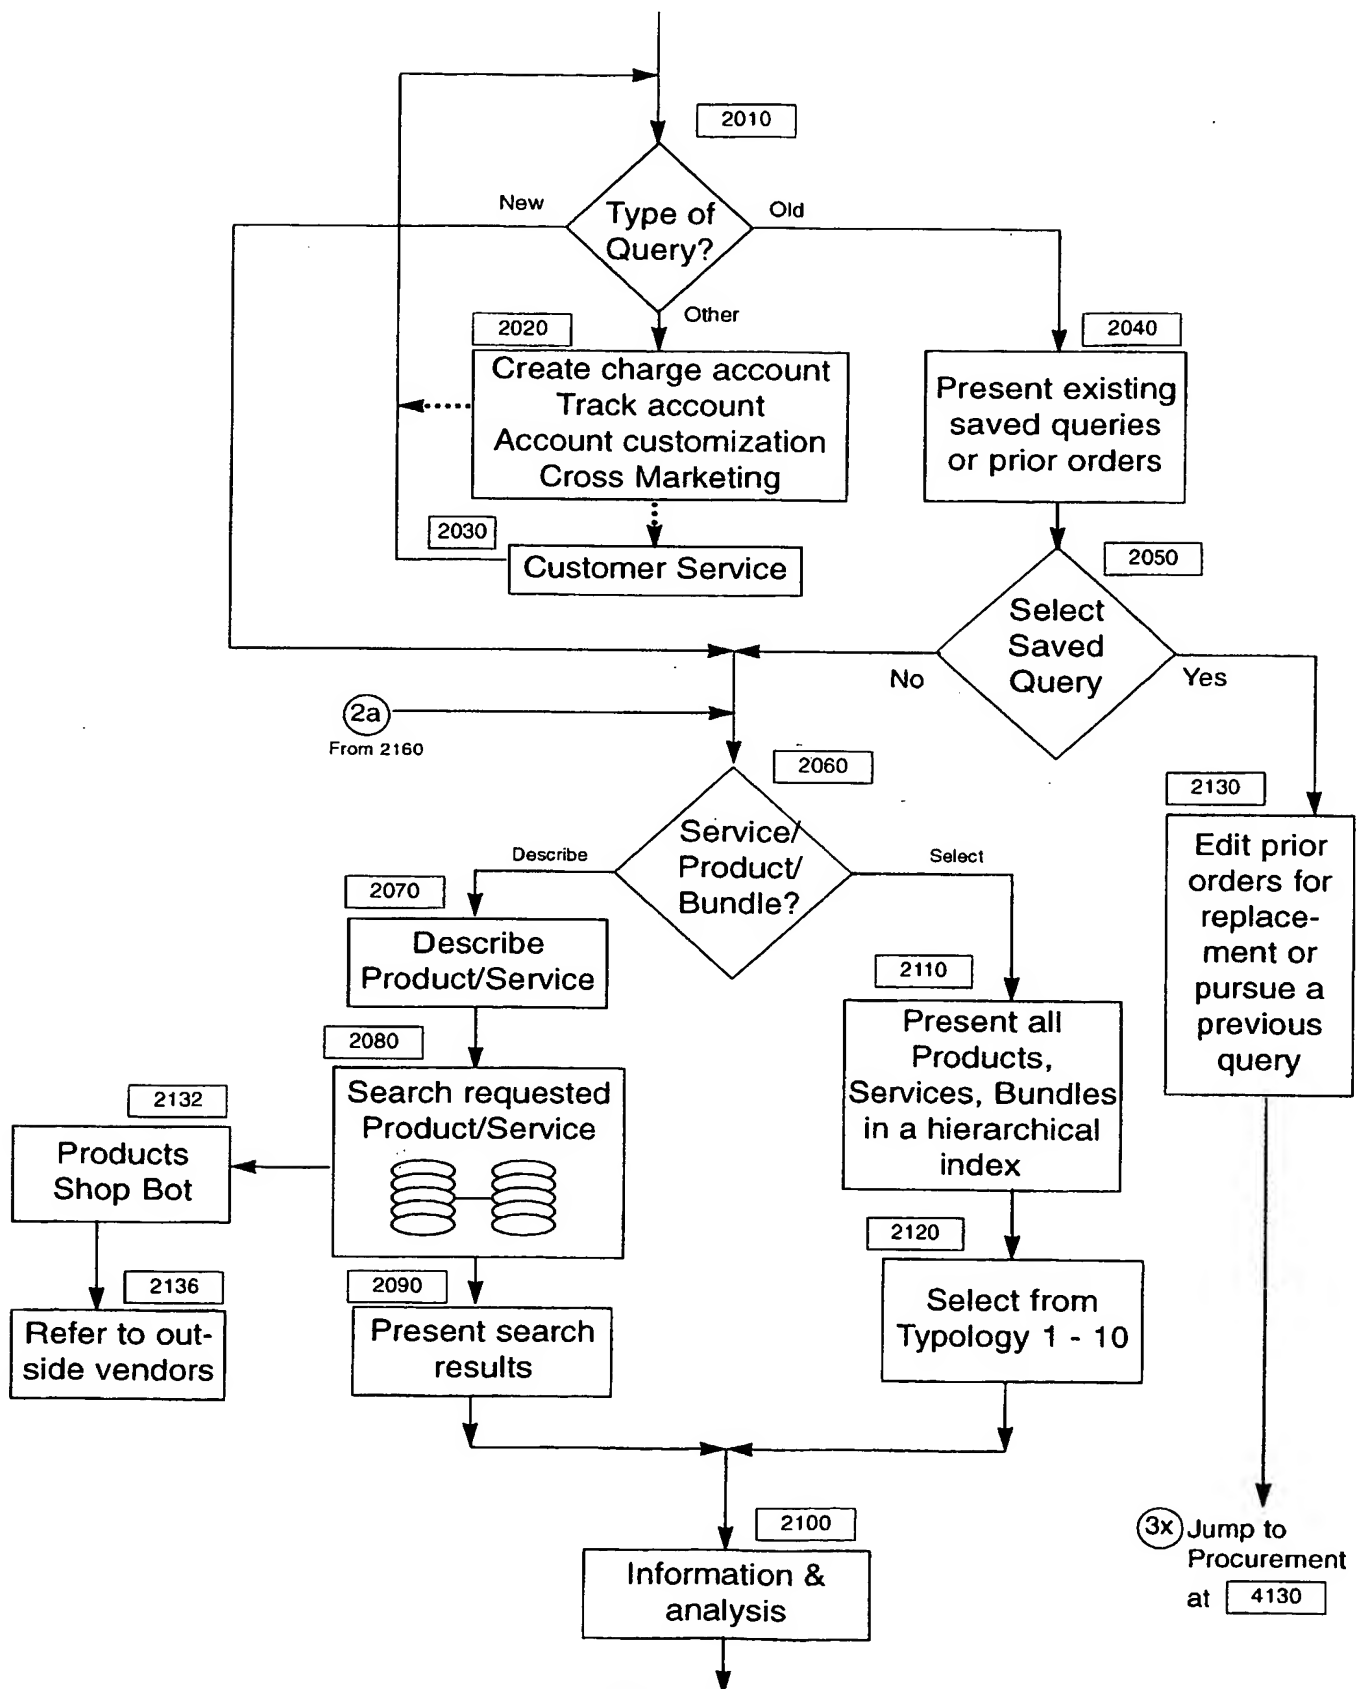 2010
New
Type of
Query?
Old
Other
2020
Create charge account
Track account
Account customization
Cross Marketing
2040
Present existing
saved queries
or prior orders
2030
Customer Service
2050
Select
Saved
Query
No
Yes
2a
From 2160
2060
Service/
Product/
Bundle?
Describe
Select
2130
Edit prior
orders for
replace-
ment or
pursue a
previous
query
2070
Describe
Product/Service
2110
Present all
Products,
Services, Bundles
in a hierarchical
index
2080
Search requested
Product/Service
2132
Products
Shop Bot
2120
Select from
Typology 1 - 10
2136
Refer to out-
side vendors
2090
Present search
results
2100
Information &
analysis
3x Jump to
Procurement
at 4130